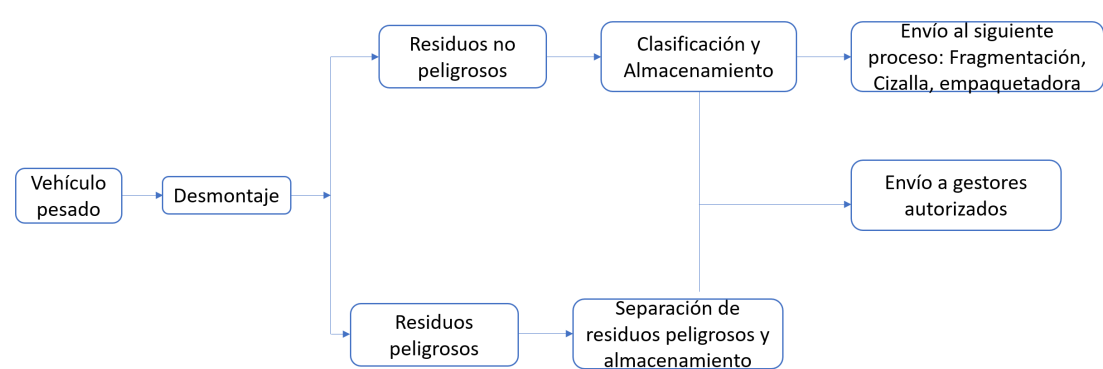 Vehículo
pesado
Desmontaje
Residuos no
peligrosos
Clasificación y
Almacenamiento
Envío al siguiente
proceso: Fragmentación,
Cizalla, empaquetadora
Envío a gestores
autorizados
Residuos
peligrosos
Separación de
residuos peligrosos y
almacenamiento